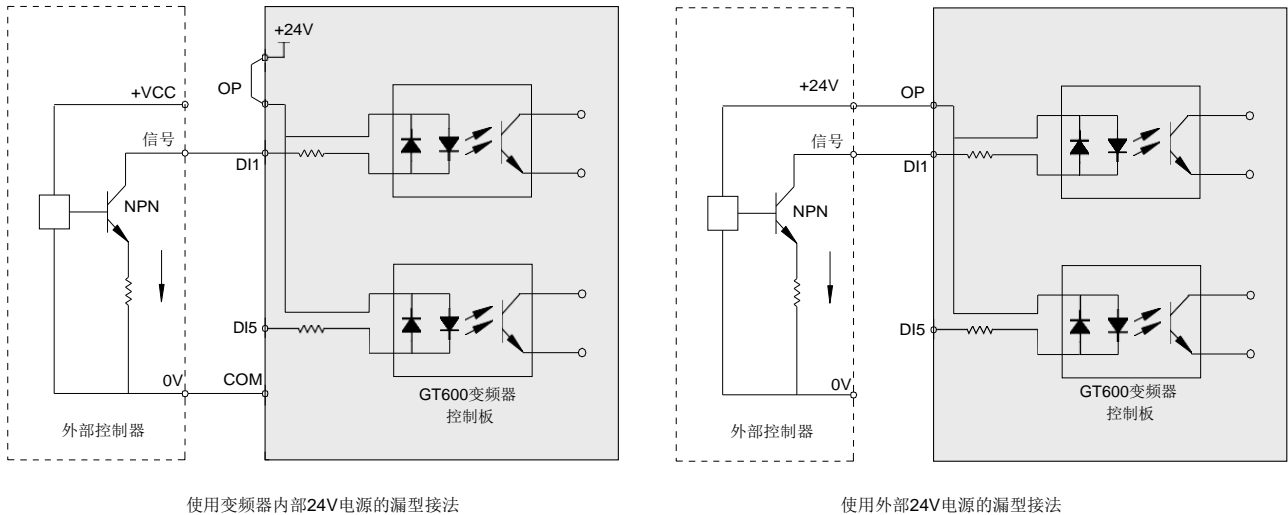 +24V
OP
+VCC
信号
DI1
NPN
DI5
0V
COM
GT600变频器
控制板
外部控制器
使用变频器内部24V电源的漏型接法
+24V
OP
信号
DI1
NPN
DI5
0V
GT600变频器
控制板
外部控制器
使用外部24V电源的漏型接法